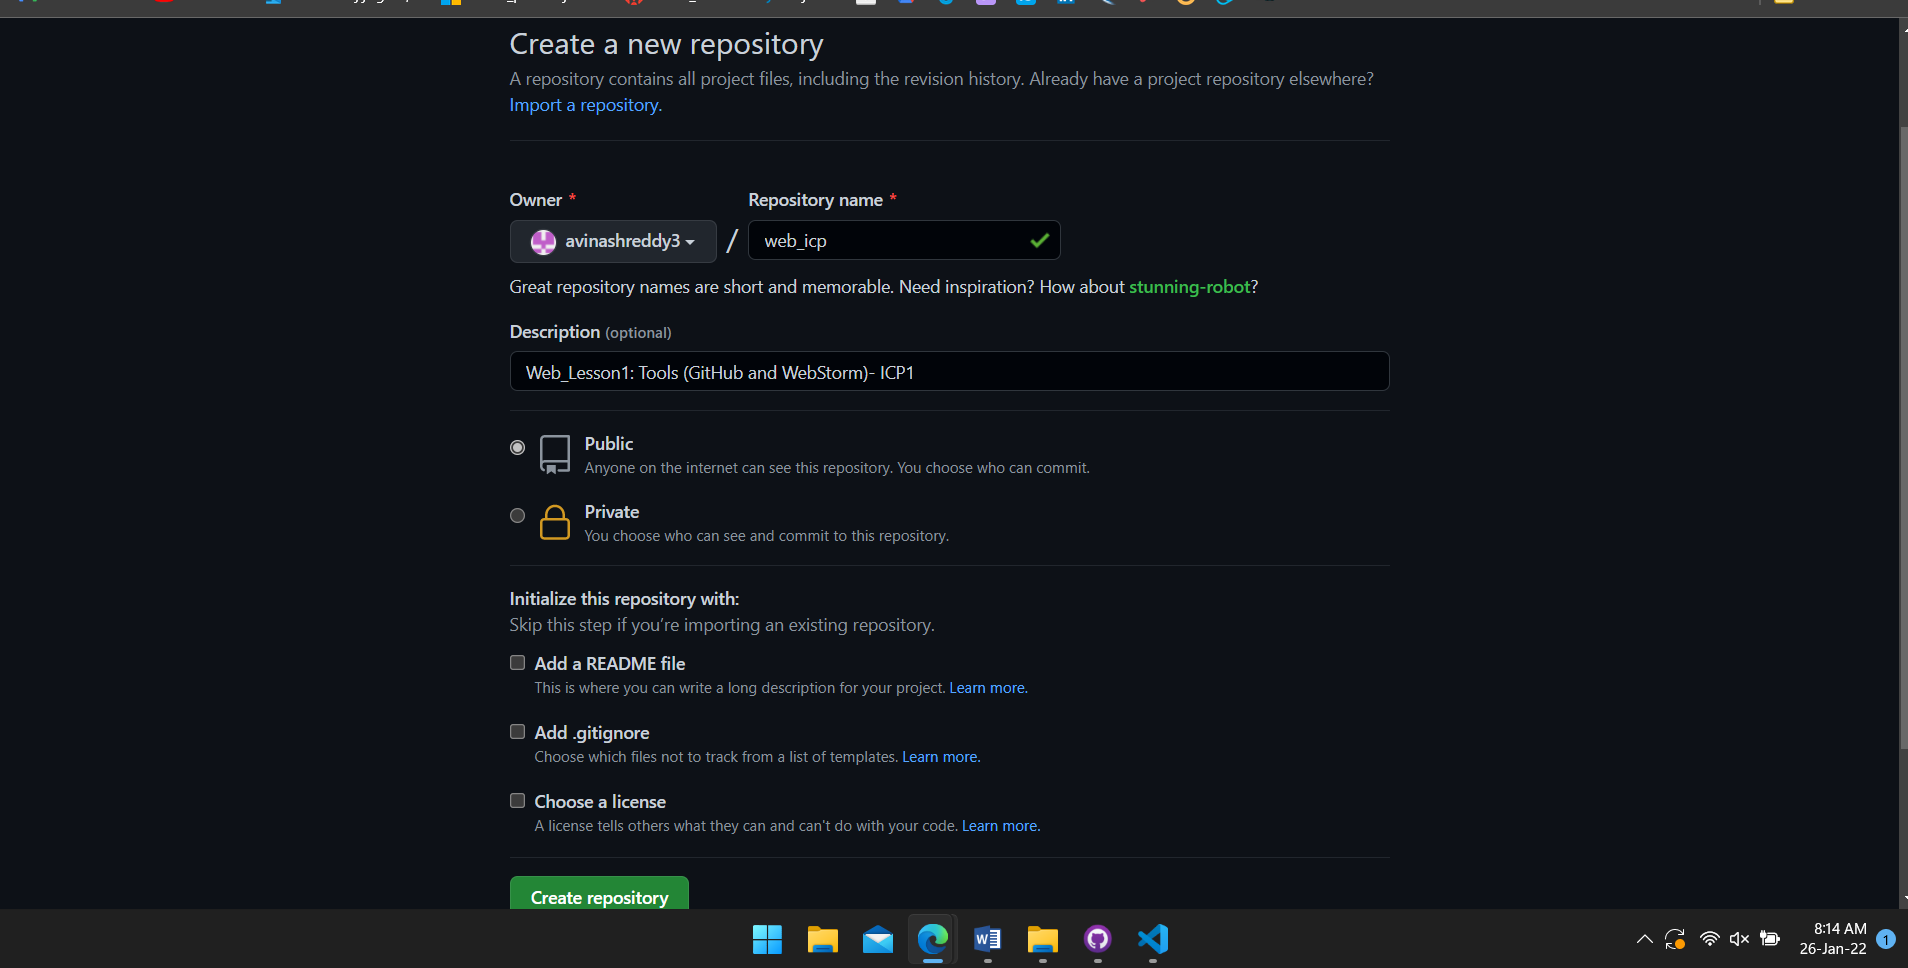 Create a new repository
A repository contains all project files, including the revision history. Already have a project repository elsewhere?
Import a repository.
Owner * Repository name *
avinashreddy3 / web_icp
Great repository names are short and memorable. Need inspiration? How about stunning-robot?
Description (optional)
Web_Lesson1: Tools (GitHub and WebStorm)- ICP1
Public
Anyone on the internet can see this repository. You choose who can commit.
Private
You choose who can see and commit to this repository.
Initialize this repository with:
Skip this step if you're importing an existing repository.
Add a README file
This is where you can write a long description for your project. Learn more.
Add .gitignore
Choose which files not to track from a list of templates. Learn more.
Choose a license
A license tells others what they can and can't do with your code. Learn more.
Create repository
8:14 AM
26-Jan-22 1